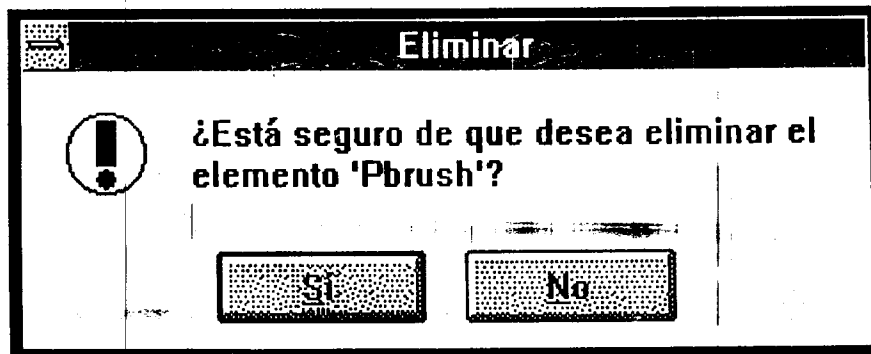 Eliminar
¿Está seguro de que desea eliminar el
elemento 'Pbrush'?
Sí
No